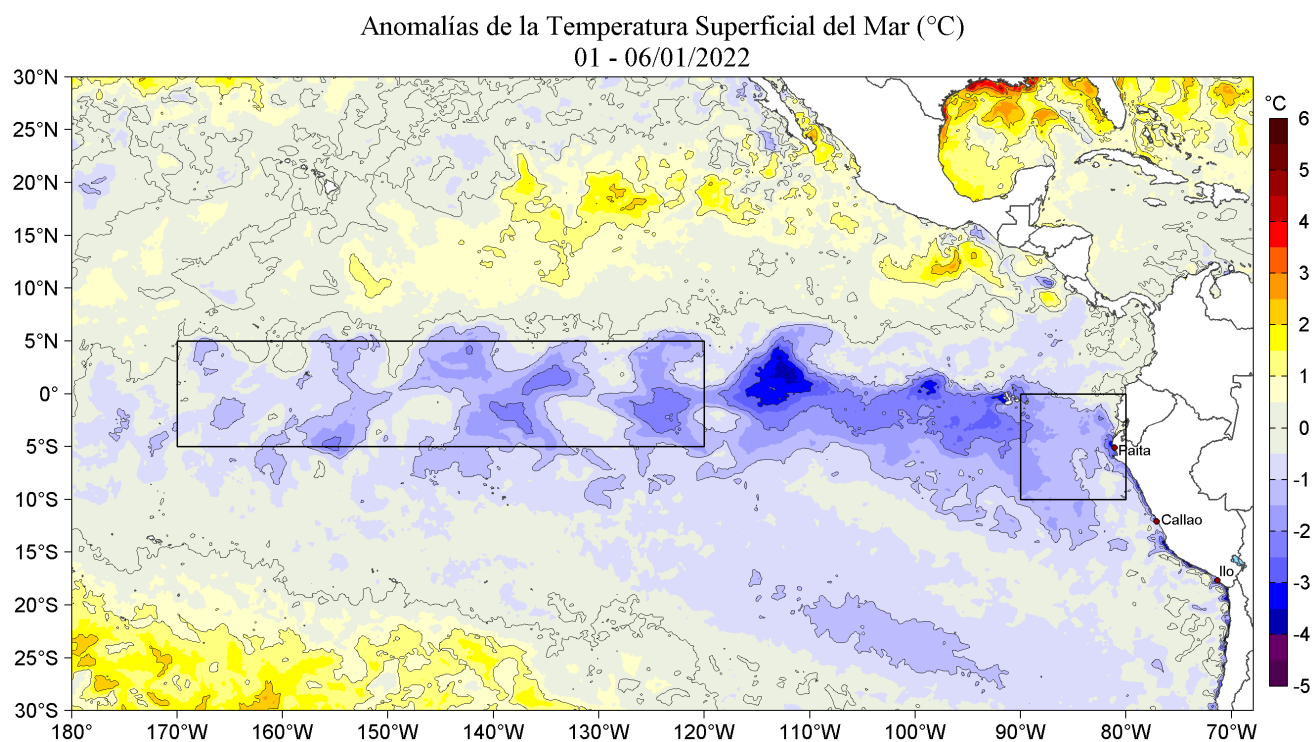 Anomalías de la Temperatura Superficial del Mar (°C)
01 - 06/01/2022
30°N
25°N
20°N
15°N
10°N
5°N
0°
5°S
10°S
15°S
20°S
25°S
30°S
180
170°W
160°W
150°W
140°W
130°W
120°W
110°W
100°W
90°W
80°W
70°W
Paita
Callao
Ilo
°C
6
5
4
3
2
1
0
-1
-2
-3
-4
-5